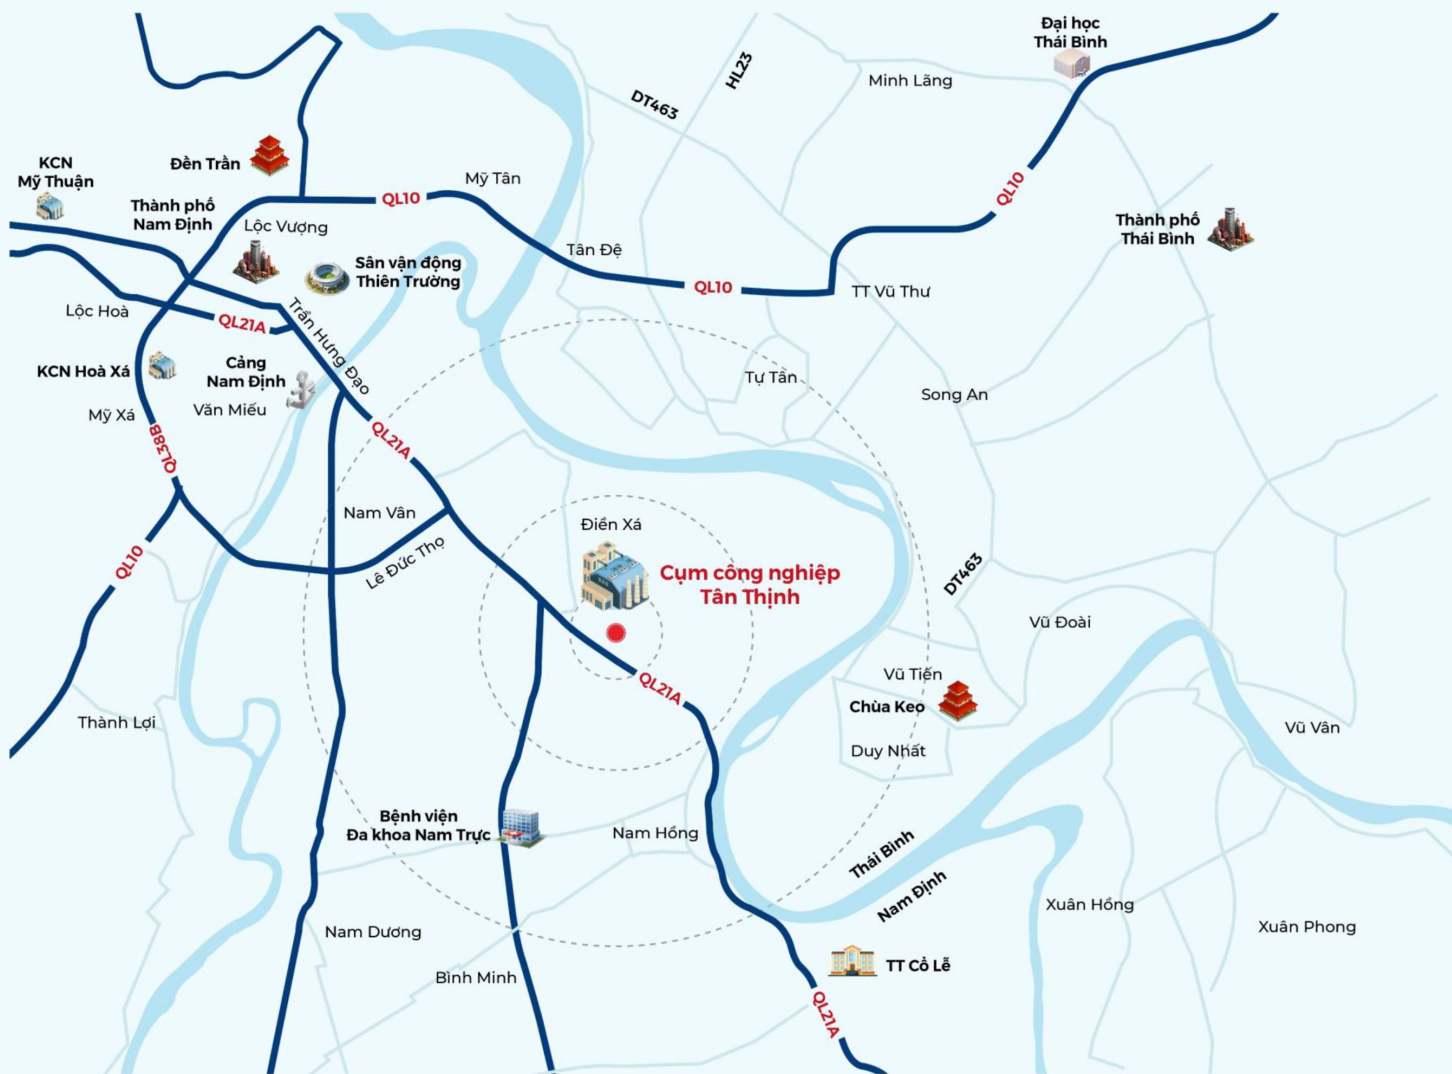 Đại học
Thái Bình
HL23
DT463
Minh Lãng
KCN
Mỹ Thuận
Đền Trần
Mỹ Tân
QL10
QL10
Thành phố
Nam Định
Lộc Vượng
Thành phố
Thái Bình
Tân Đệ
Sân vận động
Thiên Trường
QL10
TT Vũ Thư
Lộc Hoà
QL21A
Trần Hưng Đạo
KCN Hoà Xá
Cảng
Nam Định
Tự Tân
Song An
Mỹ Xá
Văn Miếu
QL38B
QL21A
Nam Vân
Điền Xá
Lê Đức Thọ
QL10
Cụm công nghiệp
Tân Thịnh
DT463
Vũ Đoài
QL21A
Vũ Tiến
Chùa Keo
Thành Lợi
Vũ Vân
Duy Nhất
Bệnh viện
Đa khoa Nam Trực
Nam Hồng
Thái Bình
Nam Định
Xuân Hồng
Xuân Phong
Nam Dương
TT Cổ Lễ
Bình Minh
QL21A